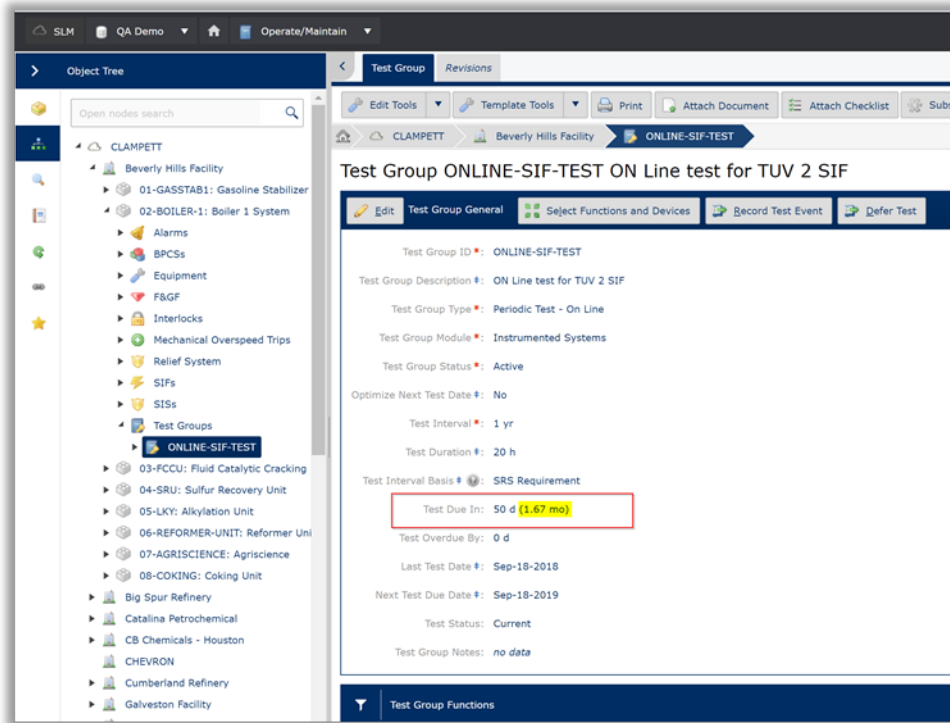 SLM QA Demo Operate/Maintain
Object Tree
Open nodes search
CLAMPETT
Beverly Hills Facility
01-GASSTAB1: Gasoline Stabilizer
02-BOILER-1: Boiler 1 System
Alarms
BPCSs
Equipment
F&GF
Interlocks
Mechanical Overspeed Trips
Relief System
SIFs
SISs
Test Groups
ONLINE-SIF-TEST
03-FCCU: Fluid Catalytic Cracking
04-SRU: Sulfur Recovery Unit
05-LKY: Alkylation Unit
06-REFORMER-UNIT: Reformer Uni
07-AGRISCIENCE: Agriscience
08-COKING: Coking Unit
Big Spur Refinery
Catalina Petrochemical
CB Chemicals - Houston
CHEVRON
Cumberland Refinery
Galveston Facility
Test Group Revisions
Edit Tools Template Tools Print Attach Document Attach Checklist Subs
CLAMPETT Beverly Hills Facility ONLINE-SIF-TEST
Test Group ONLINE-SIF-TEST ON Line test for TUV 2 SIF
Edit Test Group General Select Functions and Devices Record Test Event Defer Test
Test Group ID *: ONLINE-SIF-TEST
Test Group Description ‡: ON Line test for TUV 2 SIF
Test Group Type *: Periodic Test - On Line
Test Group Module *: Instrumented Systems
Test Group Status *: Active
Optimize Next Test Date ‡: No
Test Interval *: 1 yr
Test Duration ‡: 20 h
Test Interval Basis ‡ : SRS Requirement
Test Due In: 50 d (1.67 mo)
Test Overdue By: 0 d
Last Test Date ‡: Sep-18-2018
Next Test Due Date ‡: Sep-18-2019
Test Status: Current
Test Group Notes: no data
Test Group Functions